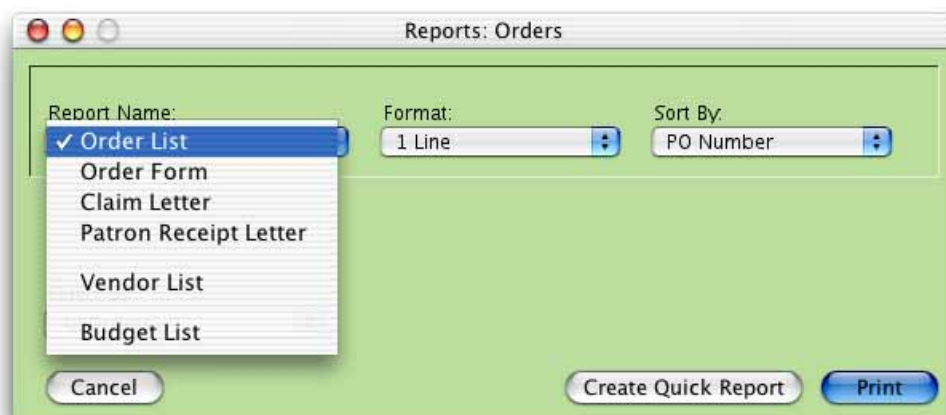 Reports: Orders
Report Name: Format: Sort By:
✓ Order List 1 Line PO Number
Order Form
Claim Letter
Patron Receipt Letter
Vendor List
Budget List
Cancel Create Quick Report Print